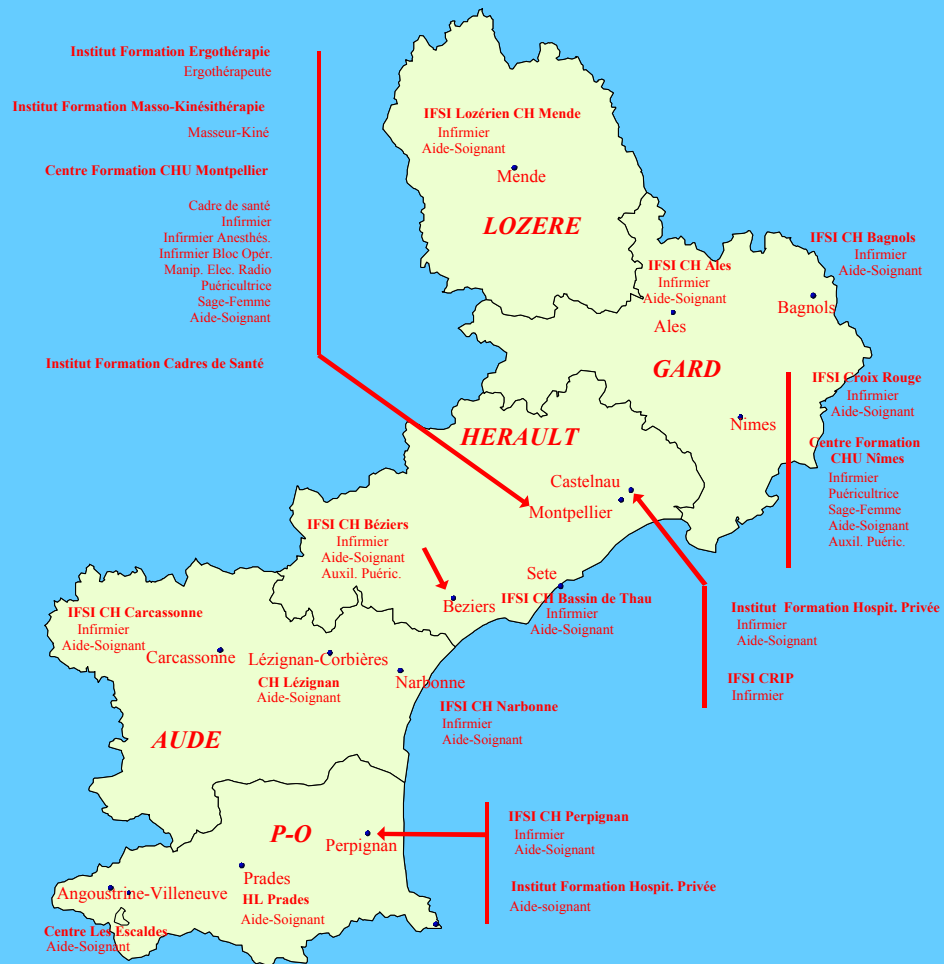 Institut Formation Ergothérapie
Ergothérapeute
Institut Formation Masso-Kinésithérapie
Masseur-Kiné
Centre Formation CHU Montpellier
Cadre de santé
Infirmier
Infirmier Anesthés.
Infirmier Bloc Opér.
Manip. Elec. Radio
Puéricultrice
Sage-Femme
Aide-Soignant
Institut Formation Cadres de Santé
IFSI Lozérien CH Mende
Infirmier
Aide-Soignant
Mende
LOZERE
IFSI CH Ales
Infirmier
Aide-Soignant
Ales
IFSI CH Bagnols
Infirmier
Aide-Soignant
Bagnols
GARD
IFSI Croix Rouge
Infirmier
Aide-Soignant
Nimes
Centre Formation
CHU Nîmes
Infirmier
Puéricultrice
Sage-Femme
Aide-Soignant
Auxil. Puéric.
HERAULT
Castelnau
Montpellier
IFSI CH Béziers
Infirmier
Aide-Soignant
Auxil. Puéric.
Beziers
Sete
IFSI CH Bassin de Thau
Infirmier
Aide-Soignant
Institut Formation Hospit. Privée
Infirmier
Aide-Soignant
IFSI CRIP
Infirmier
IFSI CH Carcassonne
Infirmier
Aide-Soignant
Carcassonne
Lézignan-Corbières
CH Lézignan
Aide-Soignant
Narbonne
IFSI CH Narbonne
Infirmier
Aide-Soignant
AUDE
P-O
Perpignan
IFSI CH Perpignan
Infirmier
Aide-Soignant
Institut Formation Hospit. Privée
Aide-soignant
Prades
HL Prades
Aide-Soignant
Angoustrine-Villeneuve
Centre Les Escaldes
Aide-Soignant